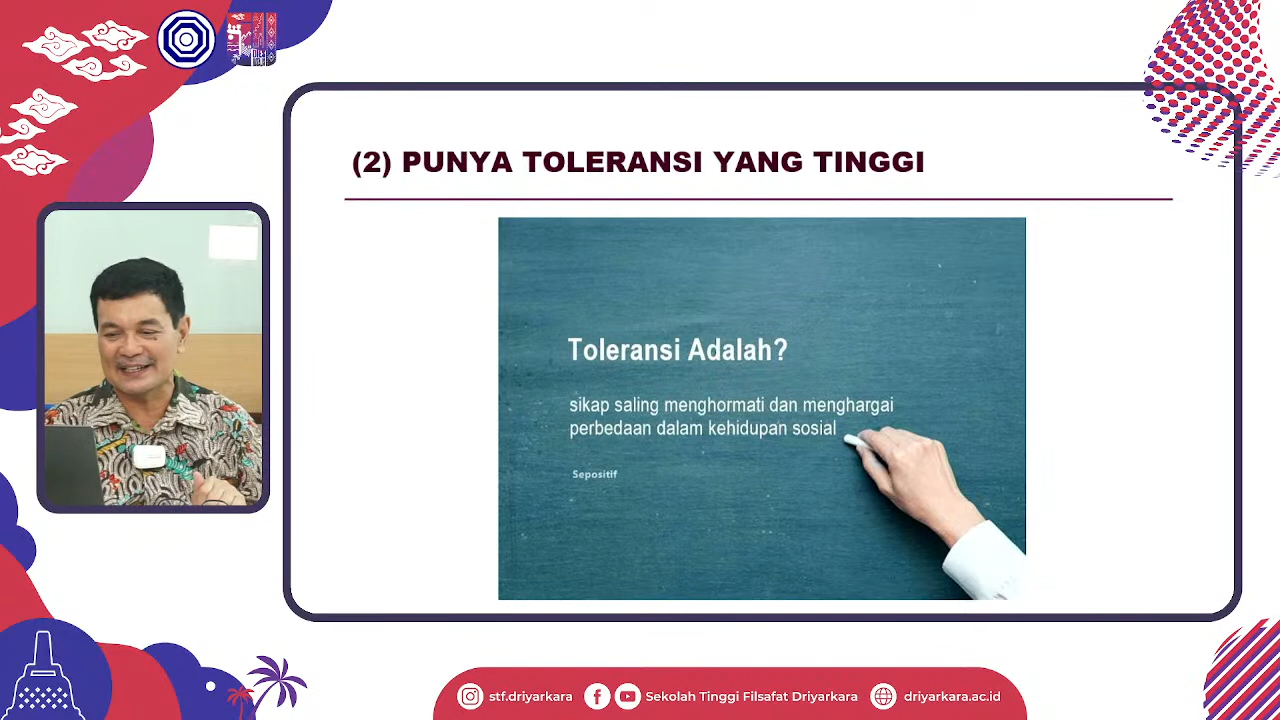 (2) PUNYA TOLERANSI YANG TINGGI
Toleransi Adalah?
sikap saling menghormati dan menghargai
perbedaan dalam kehidupan sosial
Sepositif
stf.driyarkara
Sekolah Tinggi Filsafat Driyarkara
driyarkara.ac.id